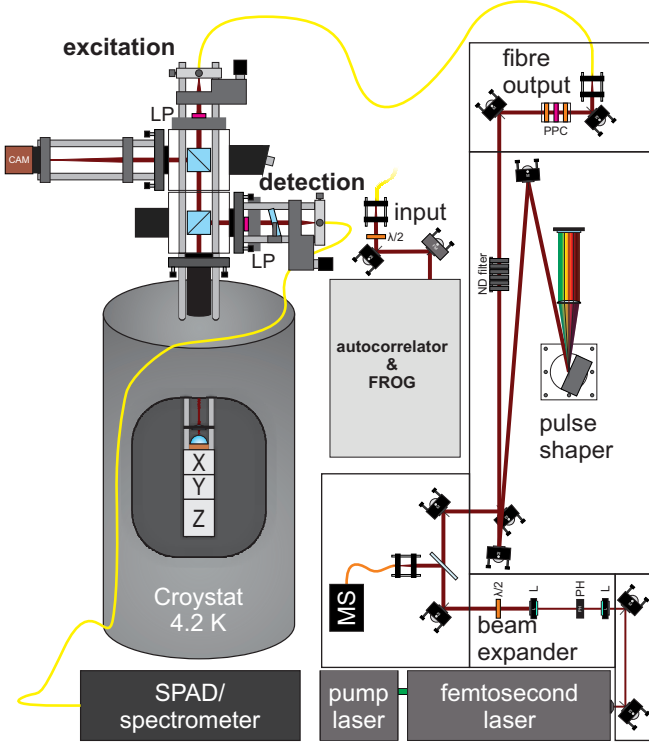 excitation
fibre
output
LP
PPC
CAM
detection
input
λ/2
LP
ND filter
autocorrelator
&
FROG
pulse
shaper
X
Y
Z
MS
λ/2
L
PH
L
Croystat
4.2 K
beam
expander
SPAD/
spectrometer
pump
laser
femtosecond
laser